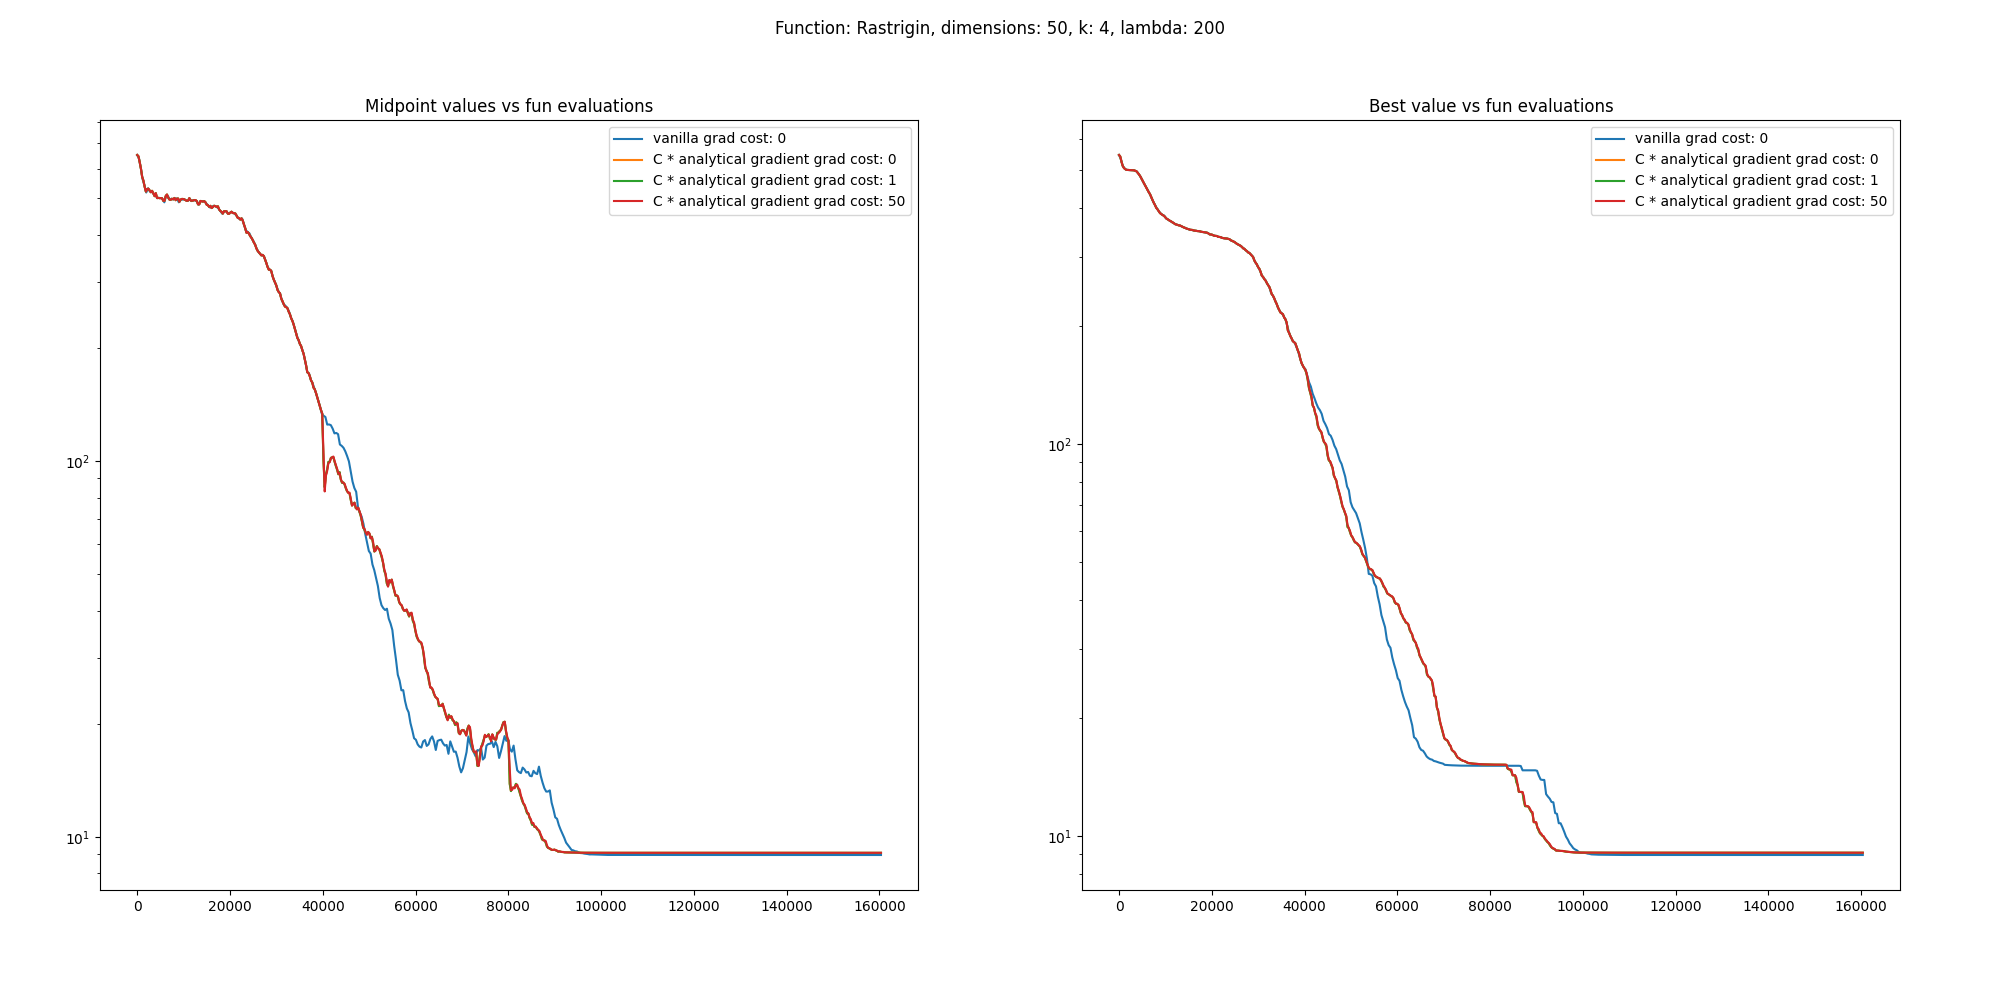 Function: Rastrigin, dimensions: 50, k: 4, lambda: 200
Midpoint values vs fun evaluations
vanilla grad cost: 0
C * analytical gradient grad cost: 0
C * analytical gradient grad cost: 1
C * analytical gradient grad cost: 50
10²
10¹
0 20000 40000 60000 80000 100000 120000 140000 160000
Best value vs fun evaluations
vanilla grad cost: 0
C * analytical gradient grad cost: 0
C * analytical gradient grad cost: 1
C * analytical gradient grad cost: 50
10²
10¹
0 20000 40000 60000 80000 100000 120000 140000 160000